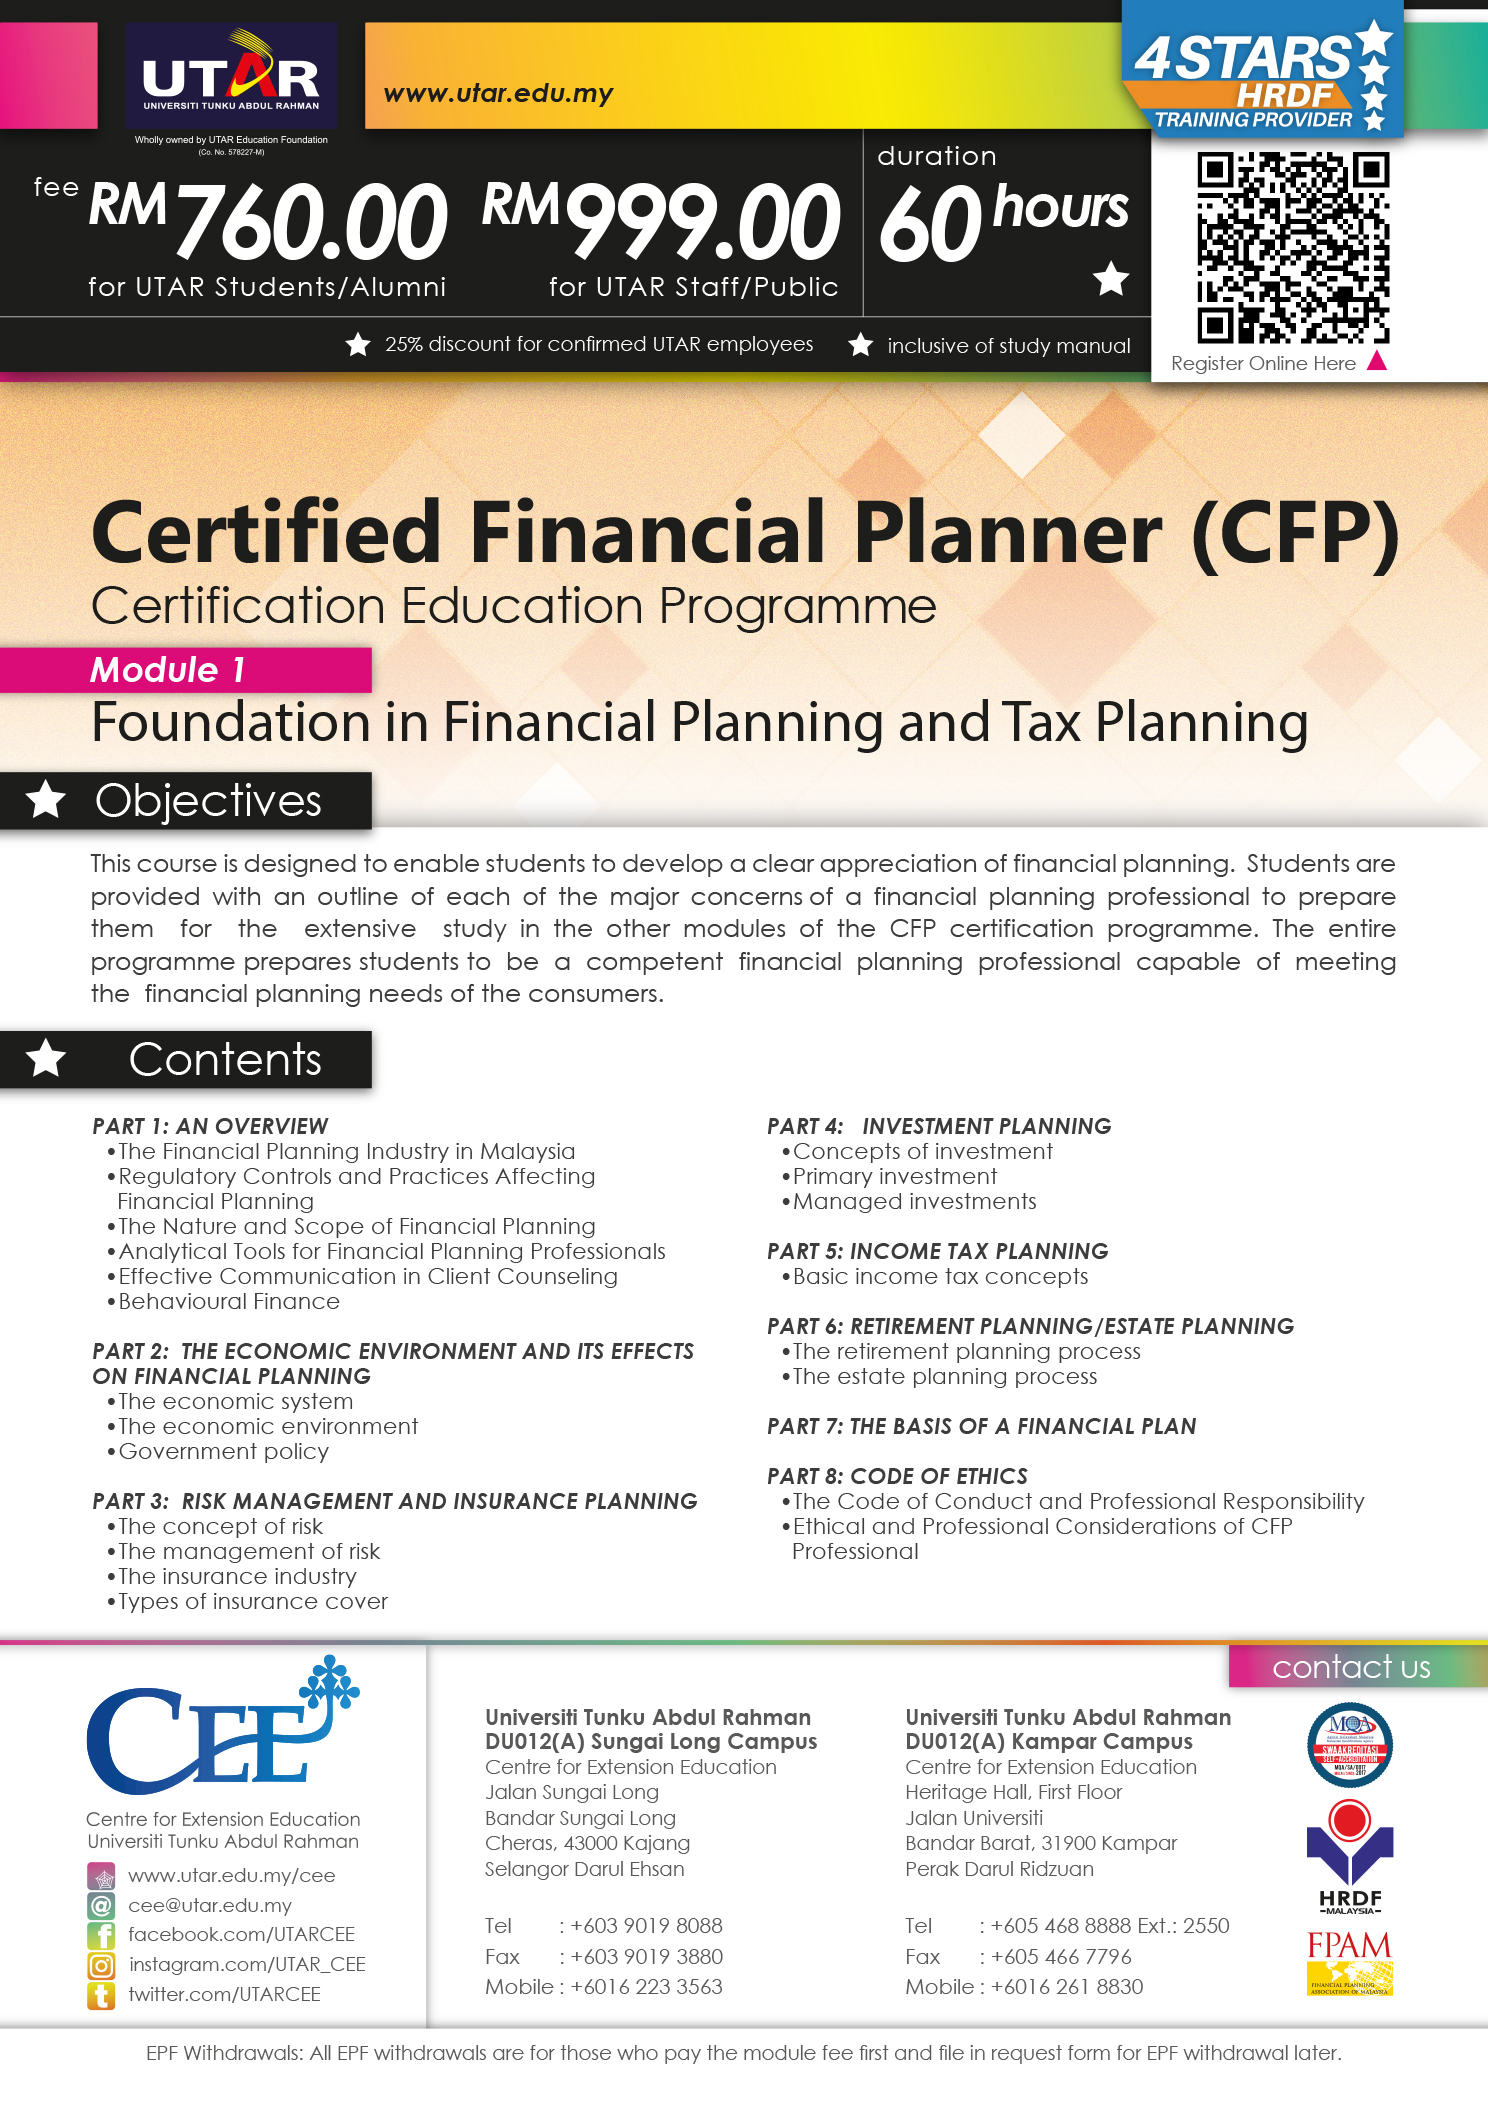 UTAR
UNIVERSITI TUNKU ABDUL RAHMAN
Wholly owned by UTAR Education Foundation
(Co. No. 578227-M)
www.utar.edu.my
4 STARS
HRDF
TRAINING PROVIDER
fee RM760.00
for UTAR Students/Alumni
RM999.00
for UTAR Staff/Public
duration
60 hours
25% discount for confirmed UTAR employees
inclusive of study manual
Register Online Here
Certified Financial Planner (CFP)
Certification Education Programme
Module 1
Foundation in Financial Planning and Tax Planning
Objectives
This course is designed to enable students to develop a clear appreciation of financial planning. Students are
provided with an outline of each of the major concerns of a financial planning professional to prepare
them for the extensive study in the other modules of the CFP certification programme. The entire
programme prepares students to be a competent financial planning professional capable of meeting
the financial planning needs of the consumers.
Contents
PART 1: AN OVERVIEW
•The Financial Planning Industry in Malaysia
•Regulatory Controls and Practices Affecting
Financial Planning
•The Nature and Scope of Financial Planning
•Analytical Tools for Financial Planning Professionals
•Effective Communication in Client Counseling
•Behavioural Finance
PART 2: THE ECONOMIC ENVIRONMENT AND ITS EFFECTS
ON FINANCIAL PLANNING
•The economic system
•The economic environment
•Government policy
PART 3: RISK MANAGEMENT AND INSURANCE PLANNING
•The concept of risk
•The management of risk
•The insurance industry
•Types of insurance cover
PART 4: INVESTMENT PLANNING
•Concepts of investment
•Primary investment
•Managed investments
PART 5: INCOME TAX PLANNING
•Basic income tax concepts
PART 6: RETIREMENT PLANNING/ESTATE PLANNING
•The retirement planning process
•The estate planning process
PART 7: THE BASIS OF A FINANCIAL PLAN
PART 8: CODE OF ETHICS
•The Code of Conduct and Professional Responsibility
•Ethical and Professional Considerations of CFP
Professional
contact us
CEE
Centre for Extension Education
Universiti Tunku Abdul Rahman
www.utar.edu.my/cee
cee@utar.edu.my
facebook.com/UTARCEE
instagram.com/UTAR_CEE
twitter.com/UTARCEE
Universiti Tunku Abdul Rahman
DU012(A) Sungai Long Campus
Centre for Extension Education
Jalan Sungai Long
Bandar Sungai Long
Cheras, 43000 Kajang
Selangor Darul Ehsan
Tel : +603 9019 8088
Fax : +603 9019 3880
Mobile : +6016 223 3563
Universiti Tunku Abdul Rahman
DU012(A) Kampar Campus
Centre for Extension Education
Heritage Hall, First Floor
Jalan Universiti
Bandar Barat, 31900 Kampar
Perak Darul Ridzuan
Tel : +605 468 8888 Ext.: 2550
Fax : +605 466 7796
Mobile : +6016 261 8830
MQA
SWAAKREDITASI
SELF-ACCREDITATION
HRDF
MALAYSIA
FPAM
FINANCIAL PLANNING
ASSOCIATION OF MALAYSIA
EPF Withdrawals: All EPF withdrawals are for those who pay the module fee first and file in request form for EPF withdrawal later.